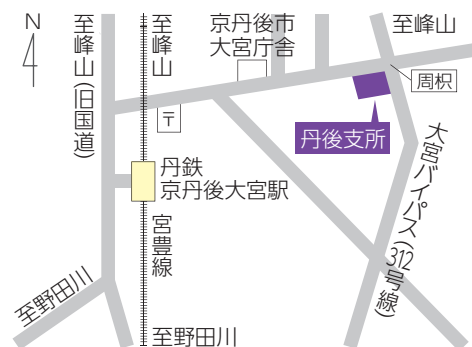 N
至峰山(旧国道)
至峰山
京丹後市
大宮庁舎
至峰山
周枳
〒
丹後支所
丹鉄
京丹後大宮駅
宮豊線
大宮バイパス(312号線)
至野田川
至野田川